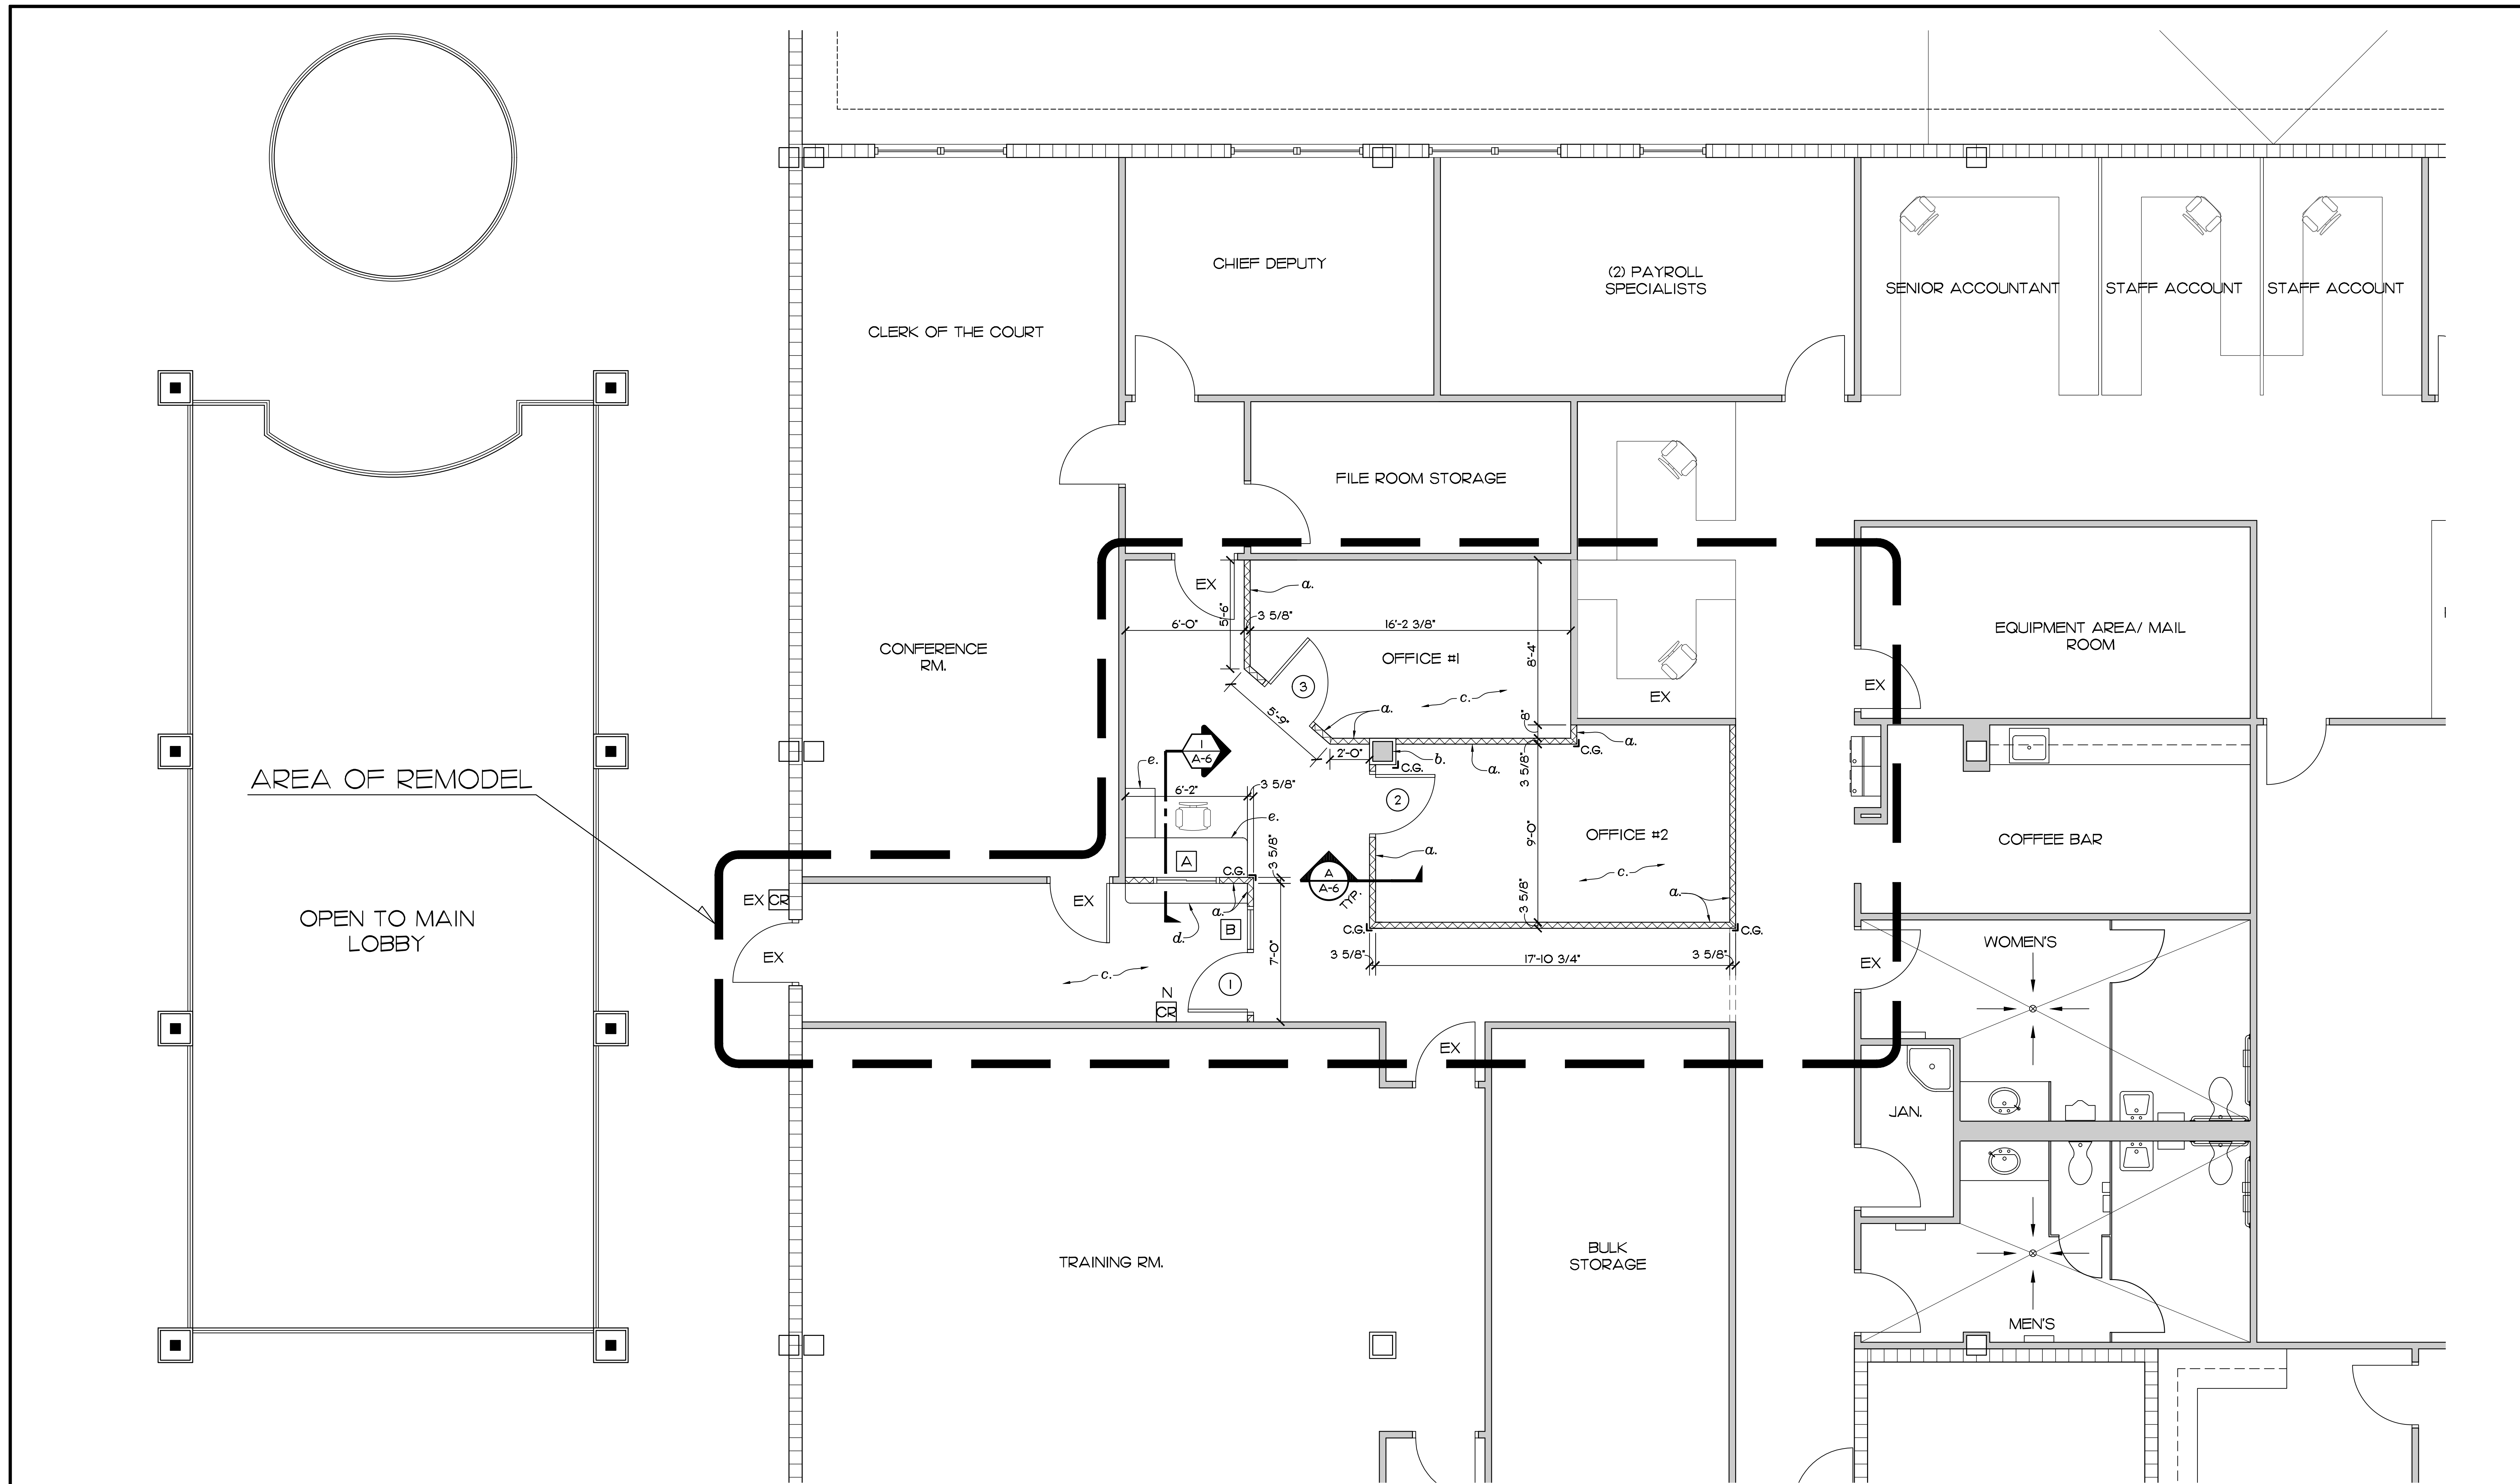 CHIEF DEPUTY
(2) PAYROLL
SPECIALISTS
SENIOR ACCOUNTANT
STAFF ACCOUNT
STAFF ACCOUNT
CLERK OF THE COURT
FILE ROOM STORAGE
EX
a.
5'-6"
3 5/8"
6'-0"
16'-2 3/8"
EQUIPMENT AREA/ MAIL
ROOM
CONFERENCE
RM.
OFFICE #1
8'-4"
3
EX
c.
EX
5'-9"
a.
8"
a.
1
A-6
2'-0"
b.
C.G.
C.G.
e.
a.
3 5/8"
AREA OF REMODEL
6'-2"
3 5/8"
2
e.
OFFICE #2
9'-0"
COFFEE BAR
A
3 5/8"
a.
C.G.
A
A-6
TYP.
c.
a.
EX
CR
EX
a.
3 5/8"
OPEN TO MAIN
LOBBY
d.
B
C.G.
C.G.
WOMEN'S
EX
7'-0"
3 5/8"
17'-10 3/4"
3 5/8"
EX
c.
1
N
CR
EX
JAN.
TRAINING RM.
BULK
STORAGE
MEN'S